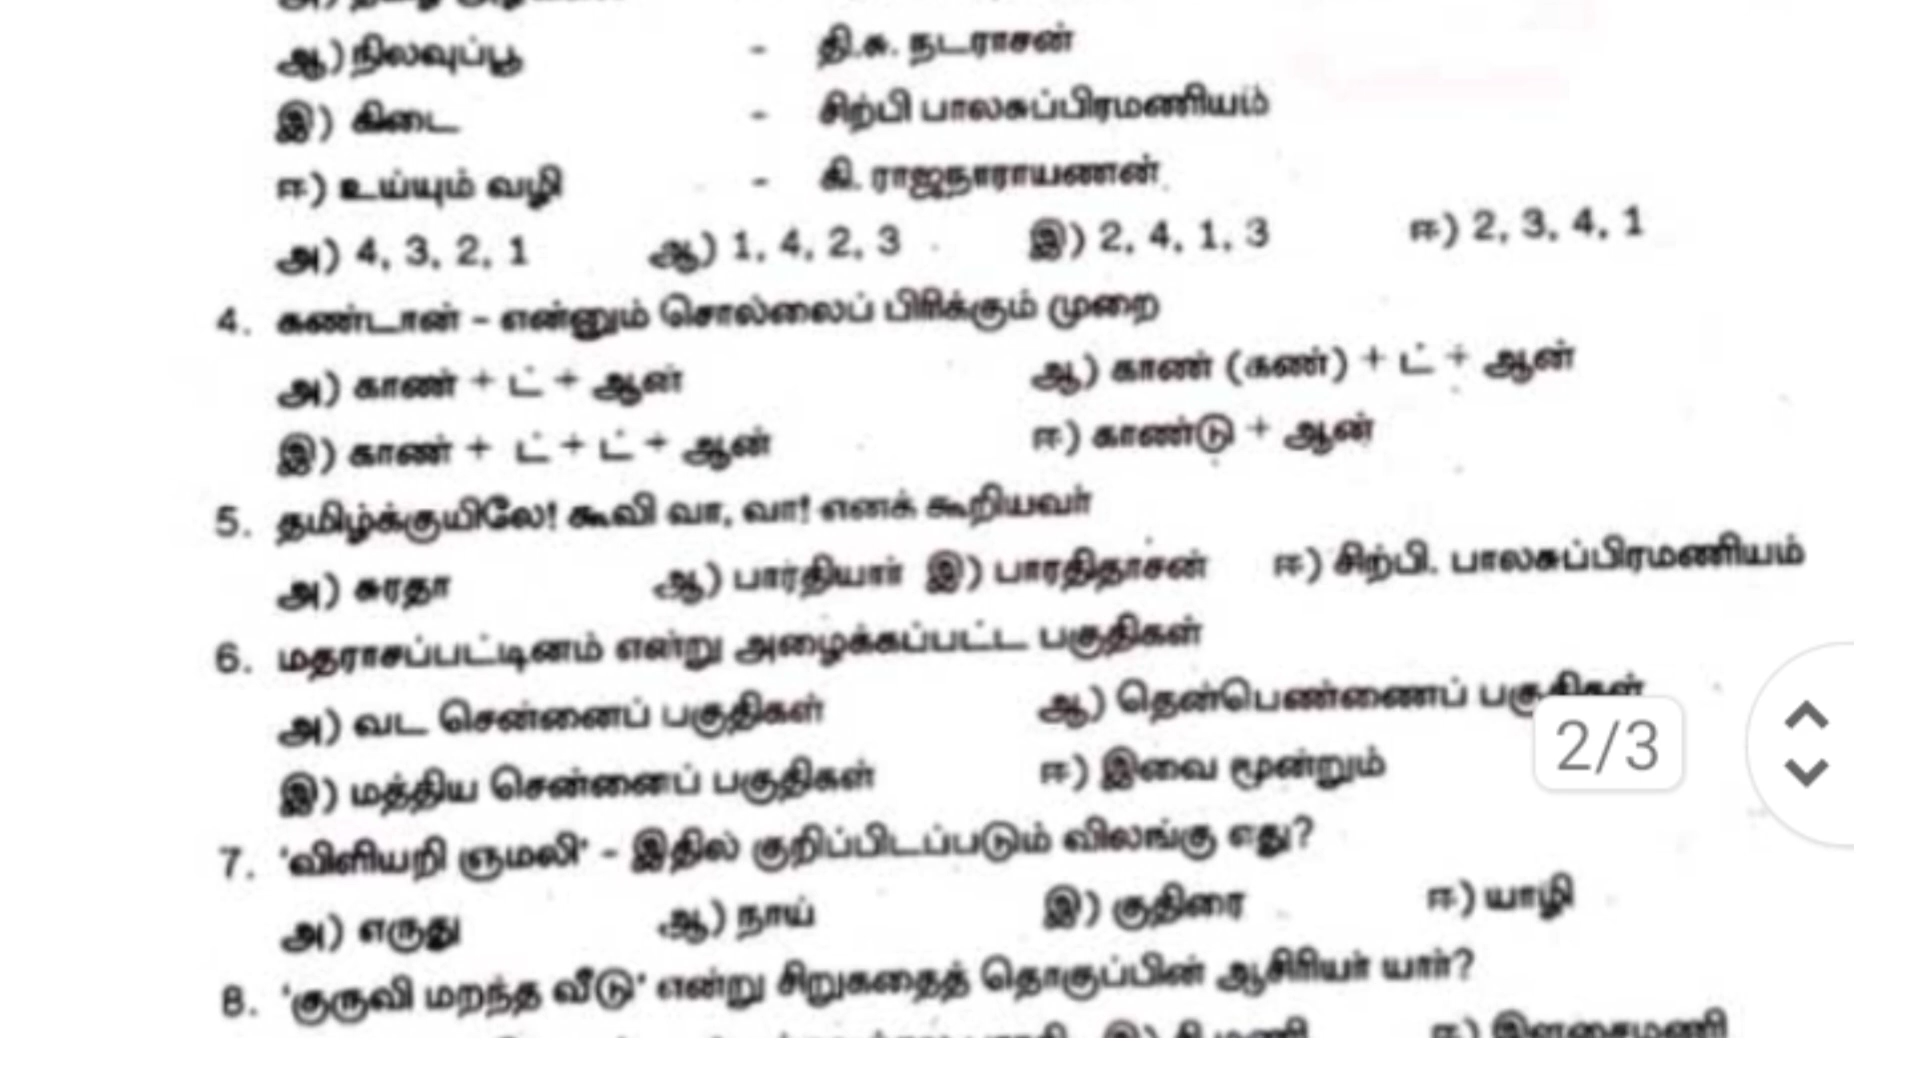 ஆ) நிலவுப்பூ - தி.சு. நடராசன்
இ) கிடை - சிற்பி பாலசுப்பிரமணியம்
ஈ) உய்யும் வழி - கி. ராஜநாராயணன்
அ) 4, 3, 2, 1 ஆ) 1, 4, 2, 3 இ) 2, 4, 1, 3 ஈ) 2, 3, 4, 1
4. கண்டான் - என்னும் சொல்லைப் பிரிக்கும் முறை
அ) காண் + ட் + ஆன் ஆ) காண் (கண்) + ட் + ஆன்
இ) காண் + ட் + ட் + ஆன் ஈ) காண்டு + ஆன்
5. தமிழ்க்குயிலே! கூவி வா, வா! எனக் கூறியவர்
அ) சுரதா ஆ) பாரதியார் இ) பாரதிதாசன் ஈ) சிற்பி. பாலசுப்பிரமணியம்
6. மதராசப்பட்டினம் என்று அழைக்கப்பட்ட பகுதிகள்
அ) வட சென்னைப் பகுதிகள் ஆ) தென்பெண்ணைப் பகுதிகள்
இ) மத்திய சென்னைப் பகுதிகள் ஈ) இவை மூன்றும்
2/3
7. 'விளியறி ஞமலி' - இதில் குறிப்பிடப்படும் விலங்கு எது?
அ) எருது ஆ) நாய் இ) குதிரை ஈ) யாழி
8. 'குருவி மறந்த வீடு' என்று சிறுகதைத் தொகுப்பின் ஆசிரியர் யார்?
ஈ) இளசைமணி